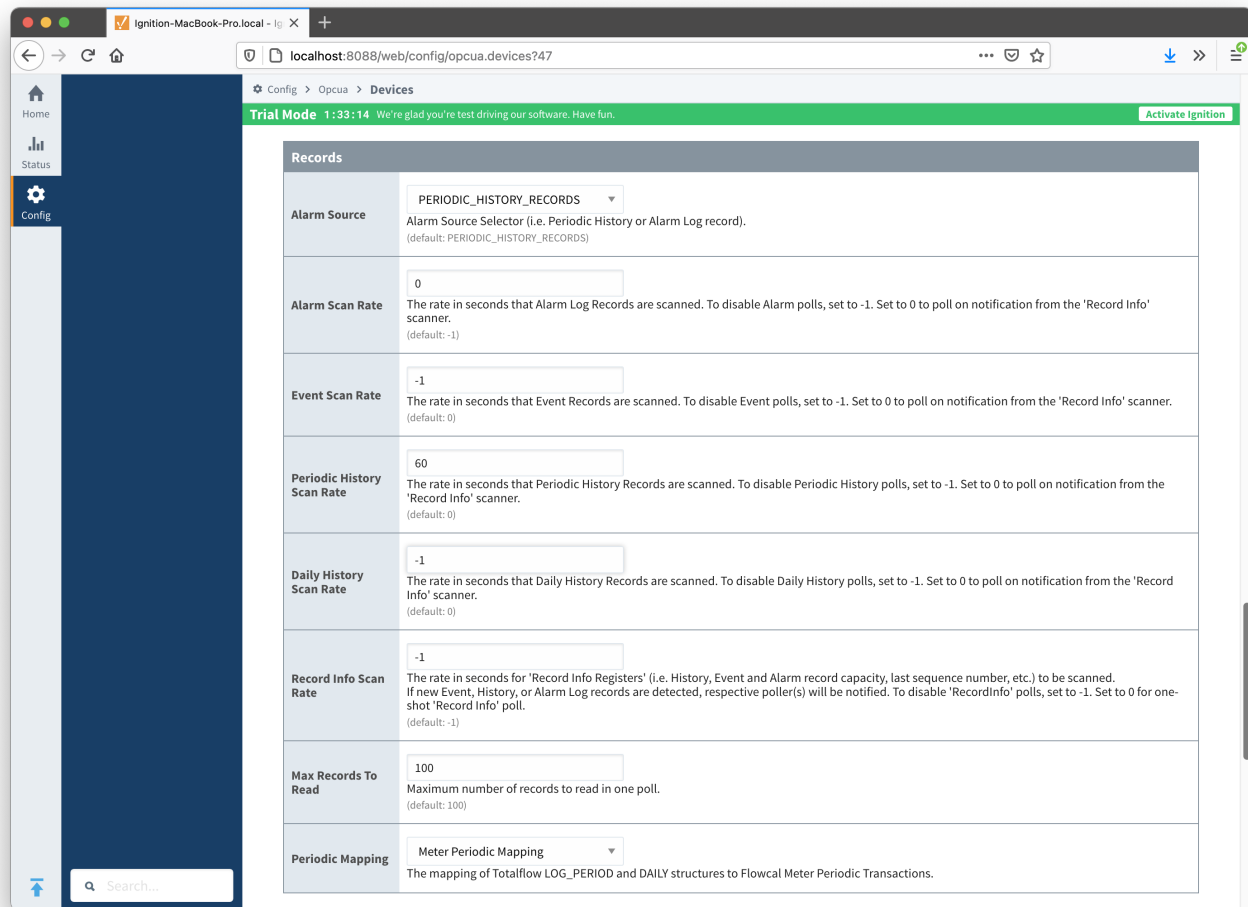 Ignition-MacBook-Pro.local - Ig
localhost:8088/web/config/opcua.devices?47
Home
Status
Config
Config > Opcua > Devices
Trial Mode 1:33:14 We're glad you're test driving our software. Have fun.
Activate Ignition
Records
Alarm Source
PERIODIC_HISTORY_RECORDS
Alarm Source Selector (i.e. Periodic History or Alarm Log record).
(default: PERIODIC_HISTORY_RECORDS)
Alarm Scan Rate
0
The rate in seconds that Alarm Log Records are scanned. To disable Alarm polls, set to -1. Set to 0 to poll on notification from the 'Record Info'
scanner.
(default: -1)
Event Scan Rate
-1
The rate in seconds that Event Records are scanned. To disable Event polls, set to -1. Set to 0 to poll on notification from the 'Record Info' scanner.
(default: 0)
Periodic History
Scan Rate
60
The rate in seconds that Periodic History Records are scanned. To disable Periodic History polls, set to -1. Set to 0 to poll on notification from the
'Record Info' scanner.
(default: 0)
Daily History
Scan Rate
-1
The rate in seconds that Daily History Records are scanned. To disable Daily History polls, set to -1. Set to 0 to poll on notification from the 'Record
Info' scanner.
(default: 0)
Record Info Scan
Rate
-1
The rate in seconds for 'Record Info Registers' (i.e. History, Event and Alarm record capacity, last sequence number, etc.) to be scanned.
If new Event, History, or Alarm Log records are detected, respective poller(s) will be notified. To disable 'RecordInfo' polls, set to -1. Set to 0 for one-
shot 'Record Info' poll.
(default: -1)
Max Records To
Read
100
Maximum number of records to read in one poll.
(default: 100)
Periodic Mapping
Meter Periodic Mapping
The mapping of Totalflow LOG_PERIOD and DAILY structures to Flowcal Meter Periodic Transactions.
Search...